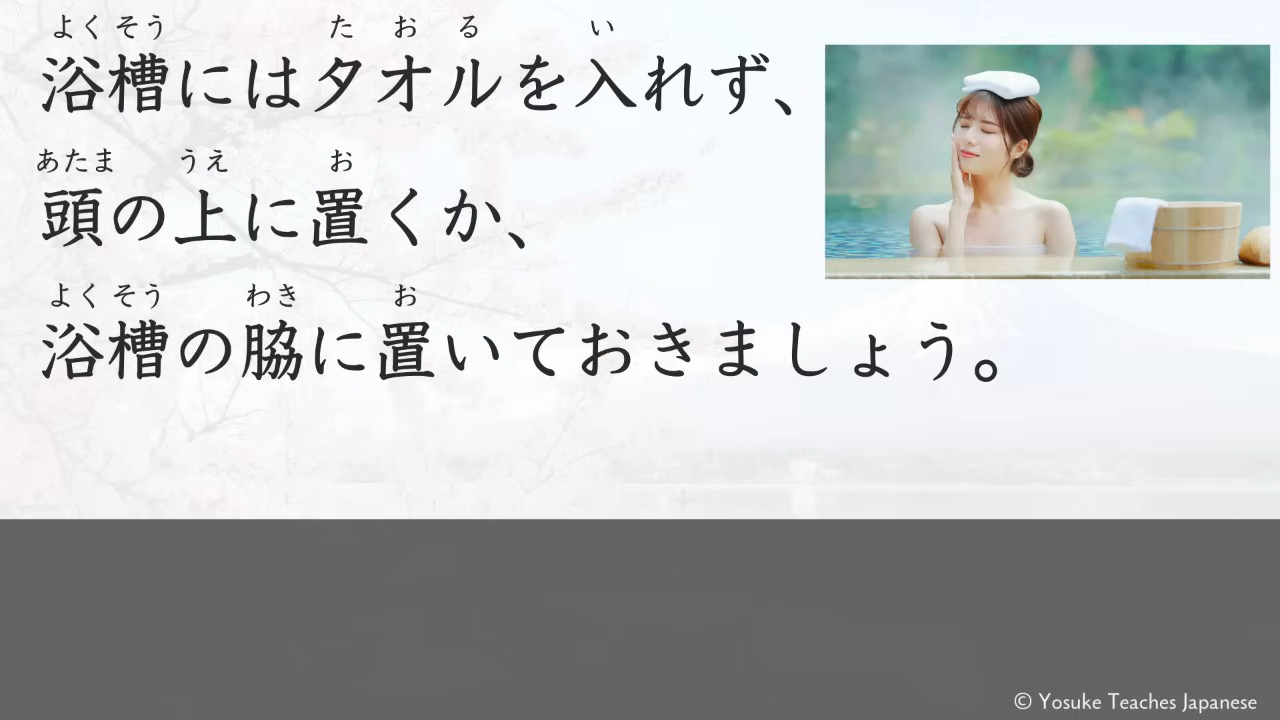 よくそう たおる い
浴槽にはタオルを入れず、
あたま うえ お
頭の上に置くか、
よくそう わき お
浴槽の脇に置いておきましょう。
© Yosuke Teaches Japanese